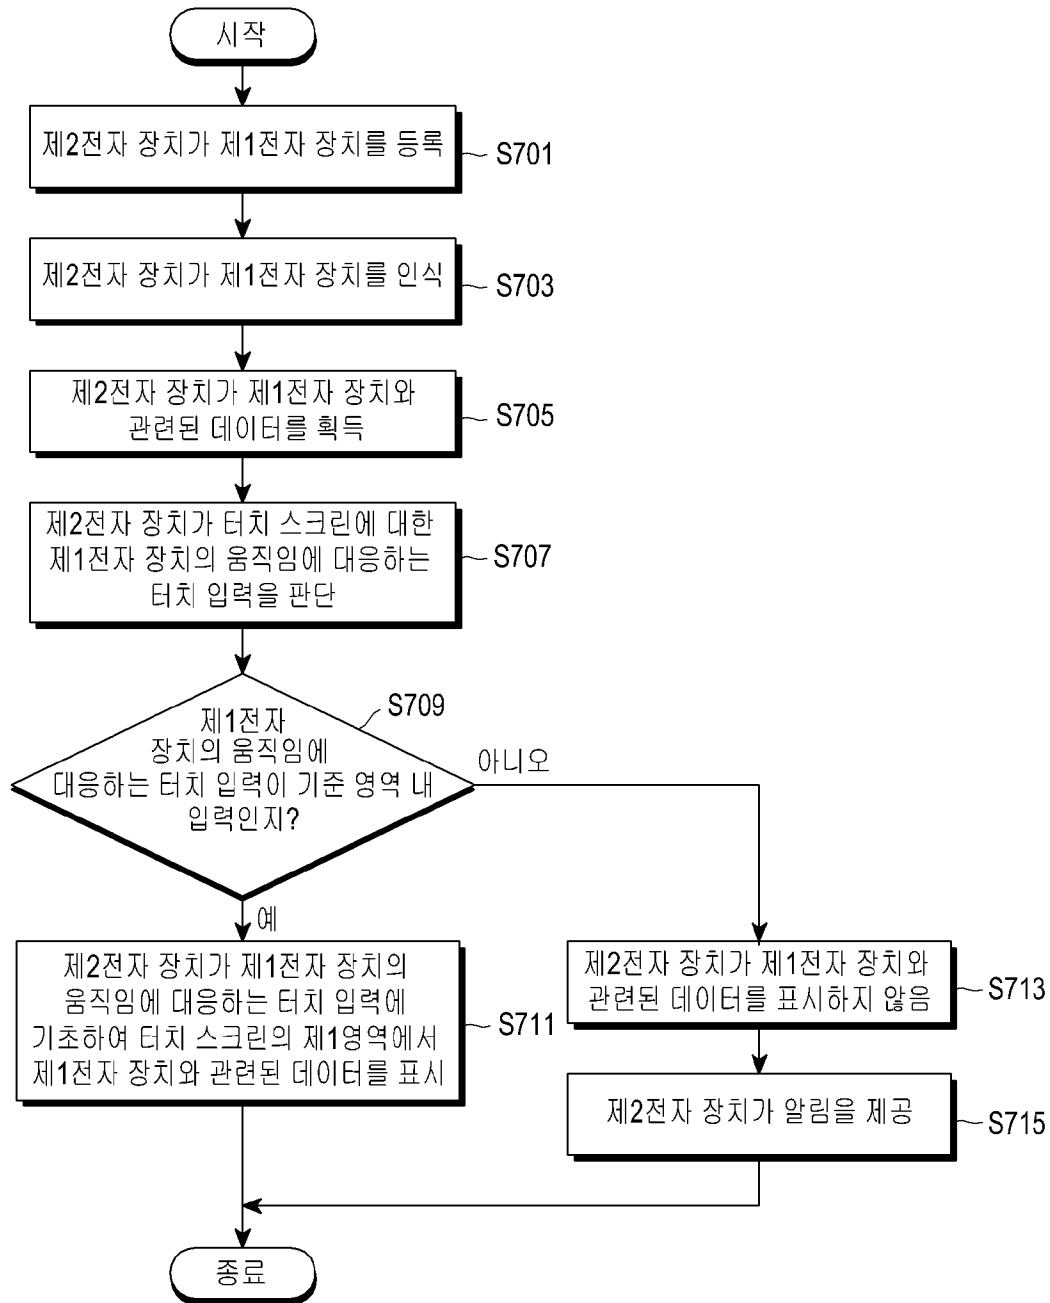 시작
제2전자 장치가 제1전자 장치를 등록
S701
제2전자 장치가 제1전자 장치를 인식
S703
제2전자 장치가 제1전자 장치와
관련된 데이터를 획득
S705
제2전자 장치가 터치 스크린에 대한
제1전자 장치의 움직임에 대응하는
터치 입력을 판단
S707
S709
제1전자
장치의 움직임에
대응하는 터치 입력이 기준 영역 내
입력인지?
아니오
예
제2전자 장치가 제1전자 장치의
움직임에 대응하는 터치 입력에
기초하여 터치 스크린의 제1영역에서
제1전자 장치와 관련된 데이터를 표시
S711
제2전자 장치가 제1전자 장치와
관련된 데이터를 표시하지 않음
S713
제2전자 장치가 알림을 제공
S715
종료